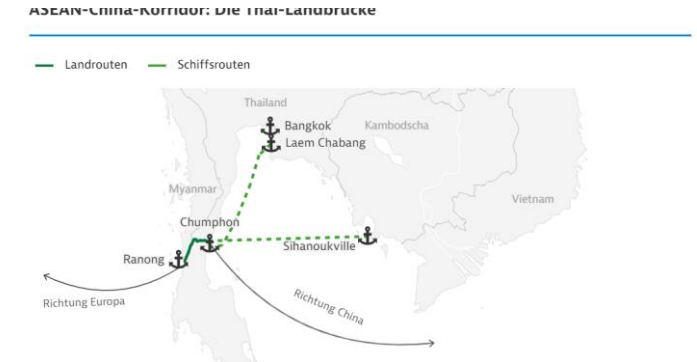 ASEAN-China-Korridor: Die Thai-Landbrücke
Landrouten
Schiffsrouten
Thailand
Bangkok
Kambodscha
Laem Chabang
Myanmar
Vietnam
Chumphon
Sihanoukville
Ranong
Richtung Europa
Richtung China